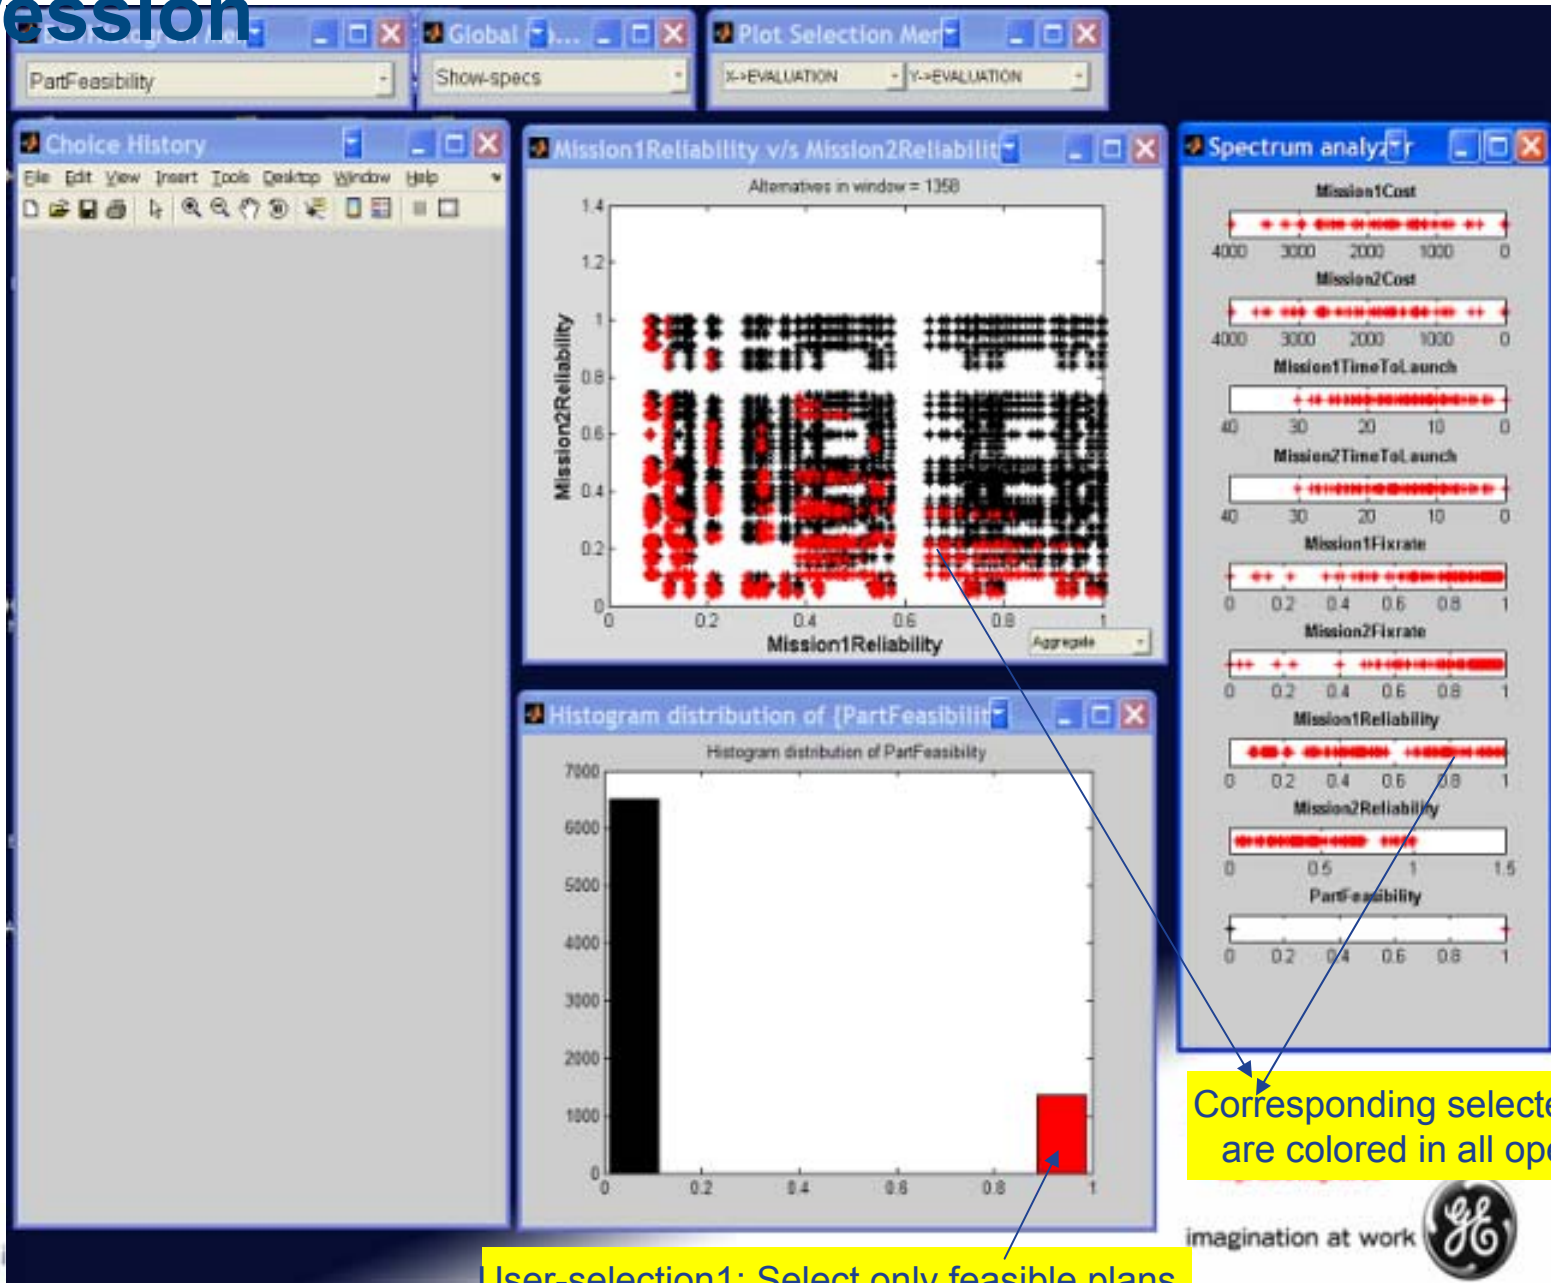 ession
Global
Plot Selection Men
PartFeasibility
Show-specs
X->EVALUATION
Y->EVALUATION
Choice History
File Edit View Insert Tools Desktop Window Help
Mission1Reliability v/s Mission2Reliabilit
Alternatives in window = 1358
1.4
1.2
1
0.8
0.6
0.4
0.2
0
Mission2Reliability
0 0.2 0.4 0.6 0.8 1
Mission1Reliability
Aggregate
Histogram distribution of (PartFeasibilit
Histogram distribution of PartFeasibility
7000
6000
5000
4000
3000
2000
1000
0
0 0.2 0.4 0.6 0.8 1
Spectrum analyz r
Mission1Cost
4000 3000 2000 1000 0
Mission2Cost
4000 3000 2000 1000 0
Mission1TimeToLaunch
40 30 20 10 0
Mission2TimeToLaunch
40 30 20 10 0
Mission1Fixrate
0 0.2 0.4 0.6 0.8 1
Mission2Fixrate
0 0.2 0.4 0.6 0.8 1
Mission1Reliability
0 0.2 0.4 0.6 0.8 1
Mission2Reliability
0 0.5 1 1.5
PartFeasibility
0 0.2 0.4 0.6 0.8 1
Corresponding selecte
are colored in all ope
imagination at work
GE
User-selection1: Select only feasible plans